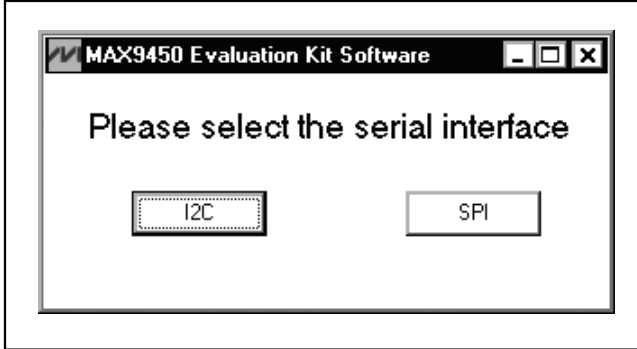 MAX9450 Evaluation Kit Software
Please select the serial interface
I2C SPI